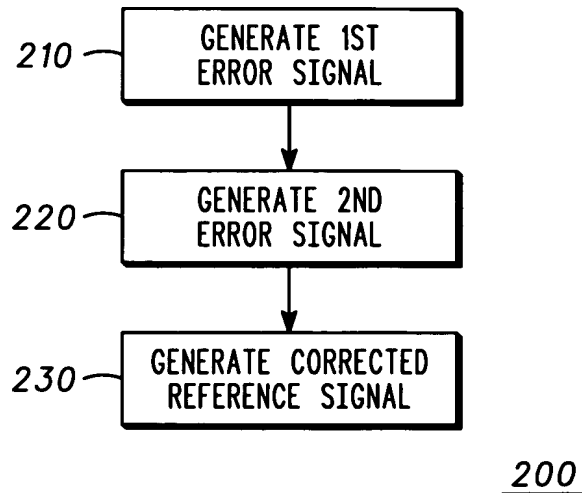 210
GENERATE 1ST
ERROR SIGNAL
220
GENERATE 2ND
ERROR SIGNAL
230
GENERATE CORRECTED
REFERENCE SIGNAL
200